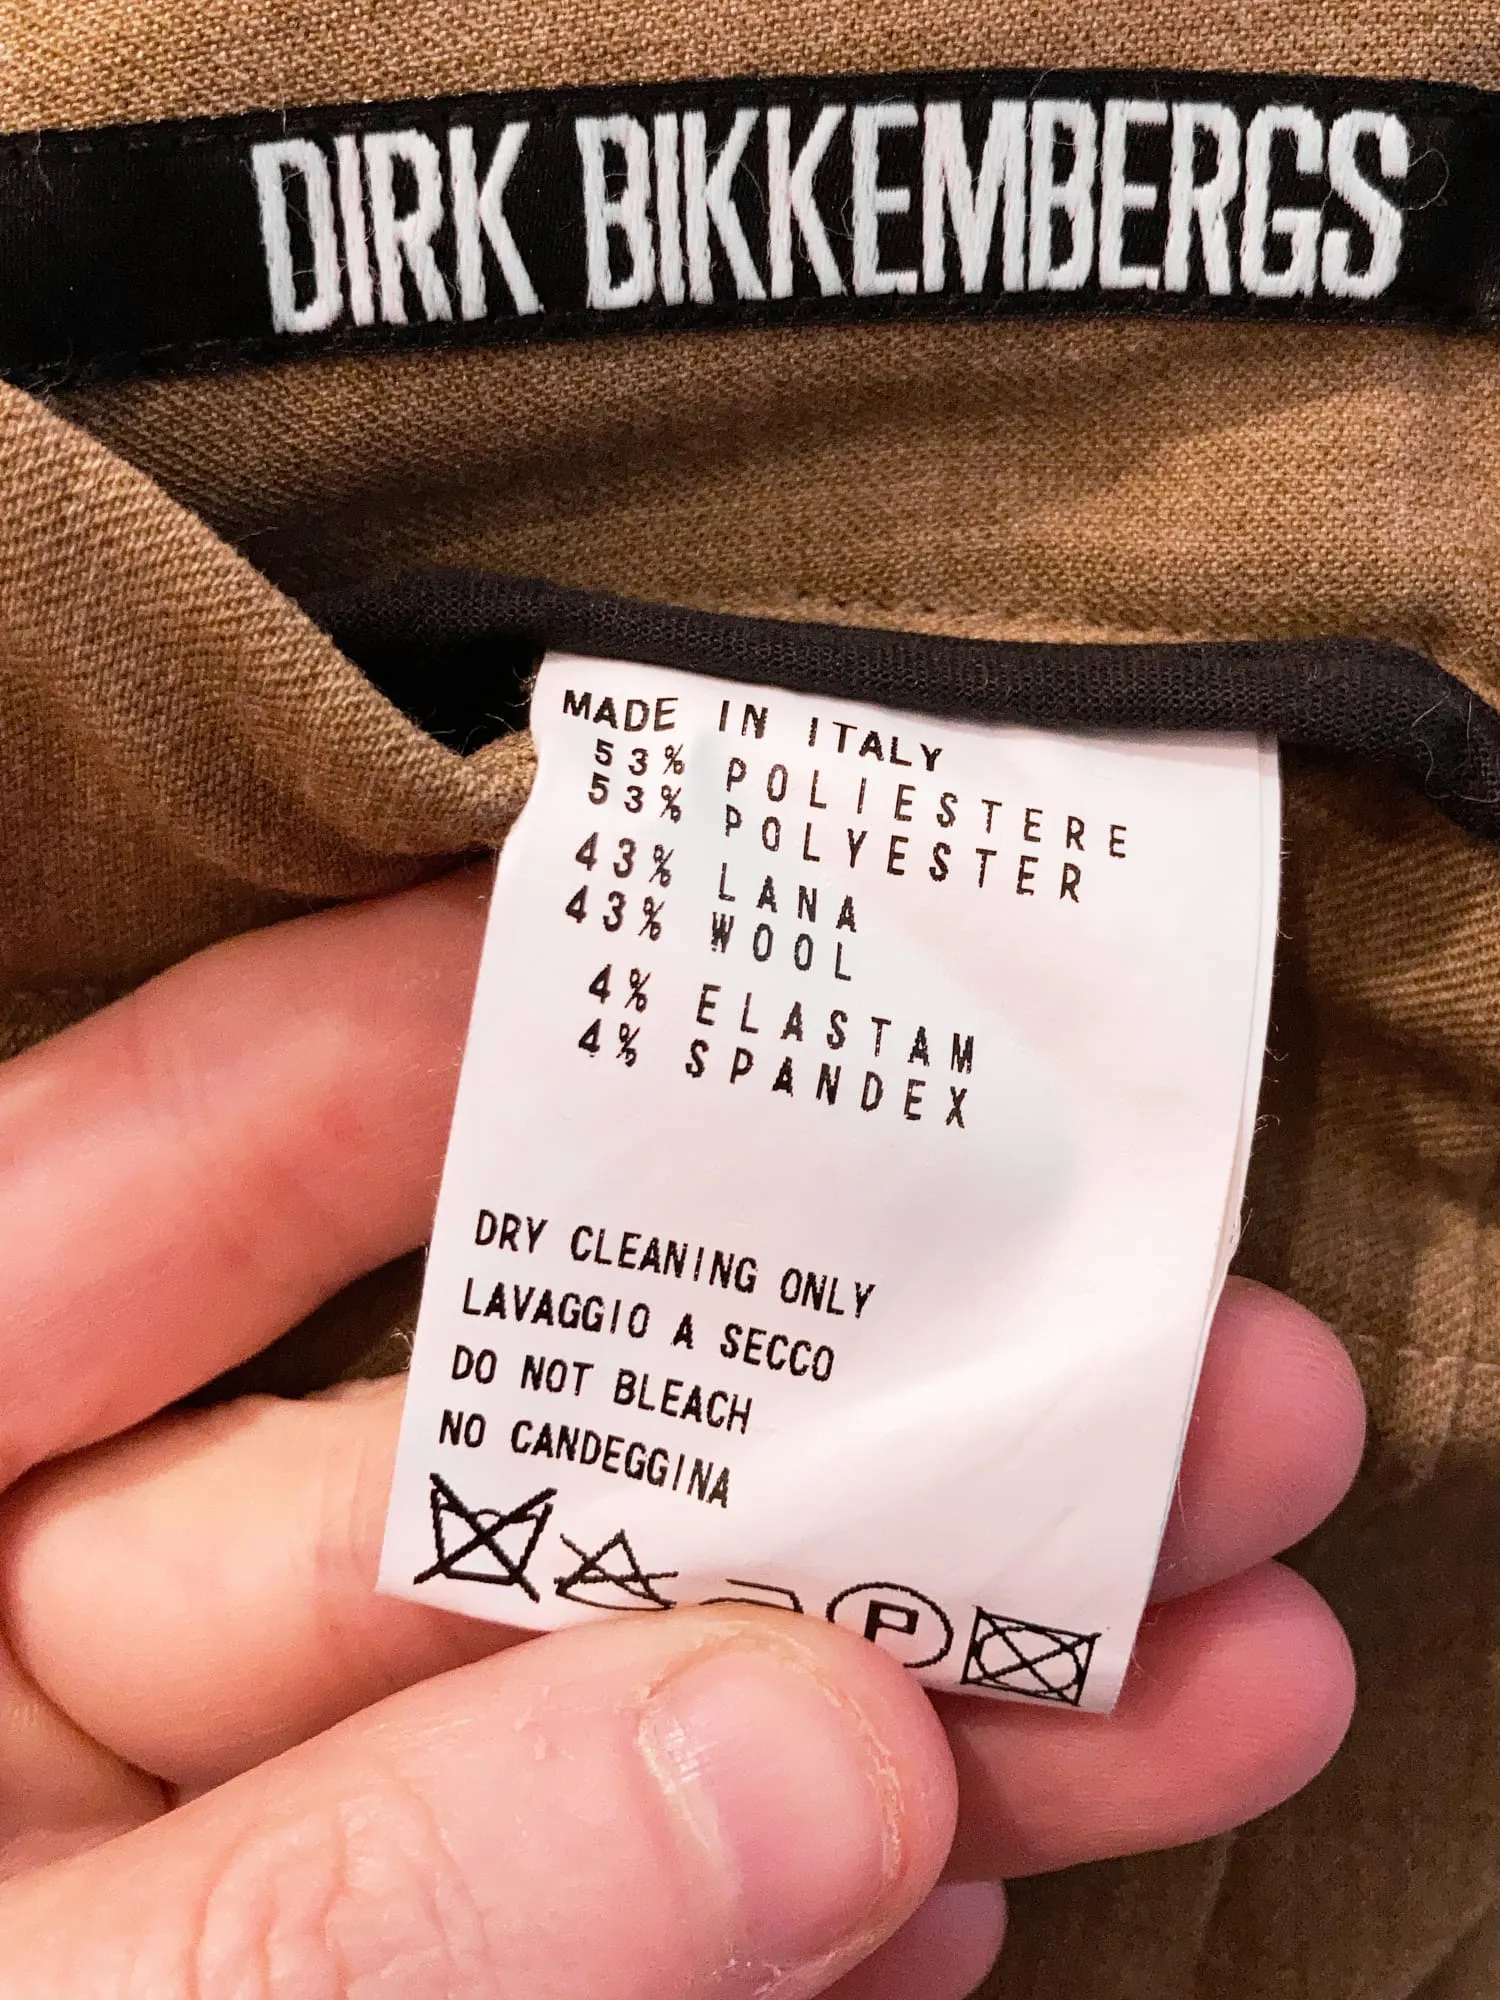 DIRK BIKKEMBERGS
MADE IN ITALY
53% POLIESTERE
53% POLYESTER
43% LANA
43% WOOL
4% ELASTAM
4% SPANDEX
DRY CLEANING ONLY
LAVAGGIO A SECCO
DO NOT BLEACH
NO CANDEGGINA
P